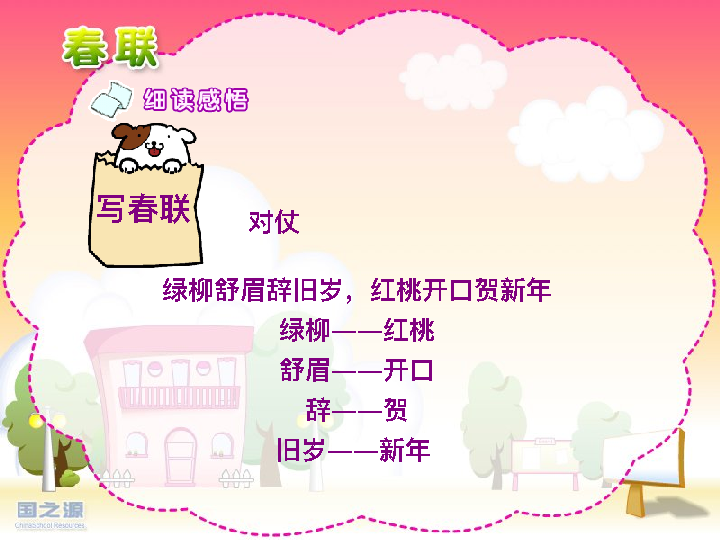 春联
细读感悟
写春联
对仗
绿柳舒眉辞旧岁，红桃开口贺新年
绿柳——红桃
舒眉——开口
辞——贺
旧岁——新年
国之源
ChinaSchool Resources